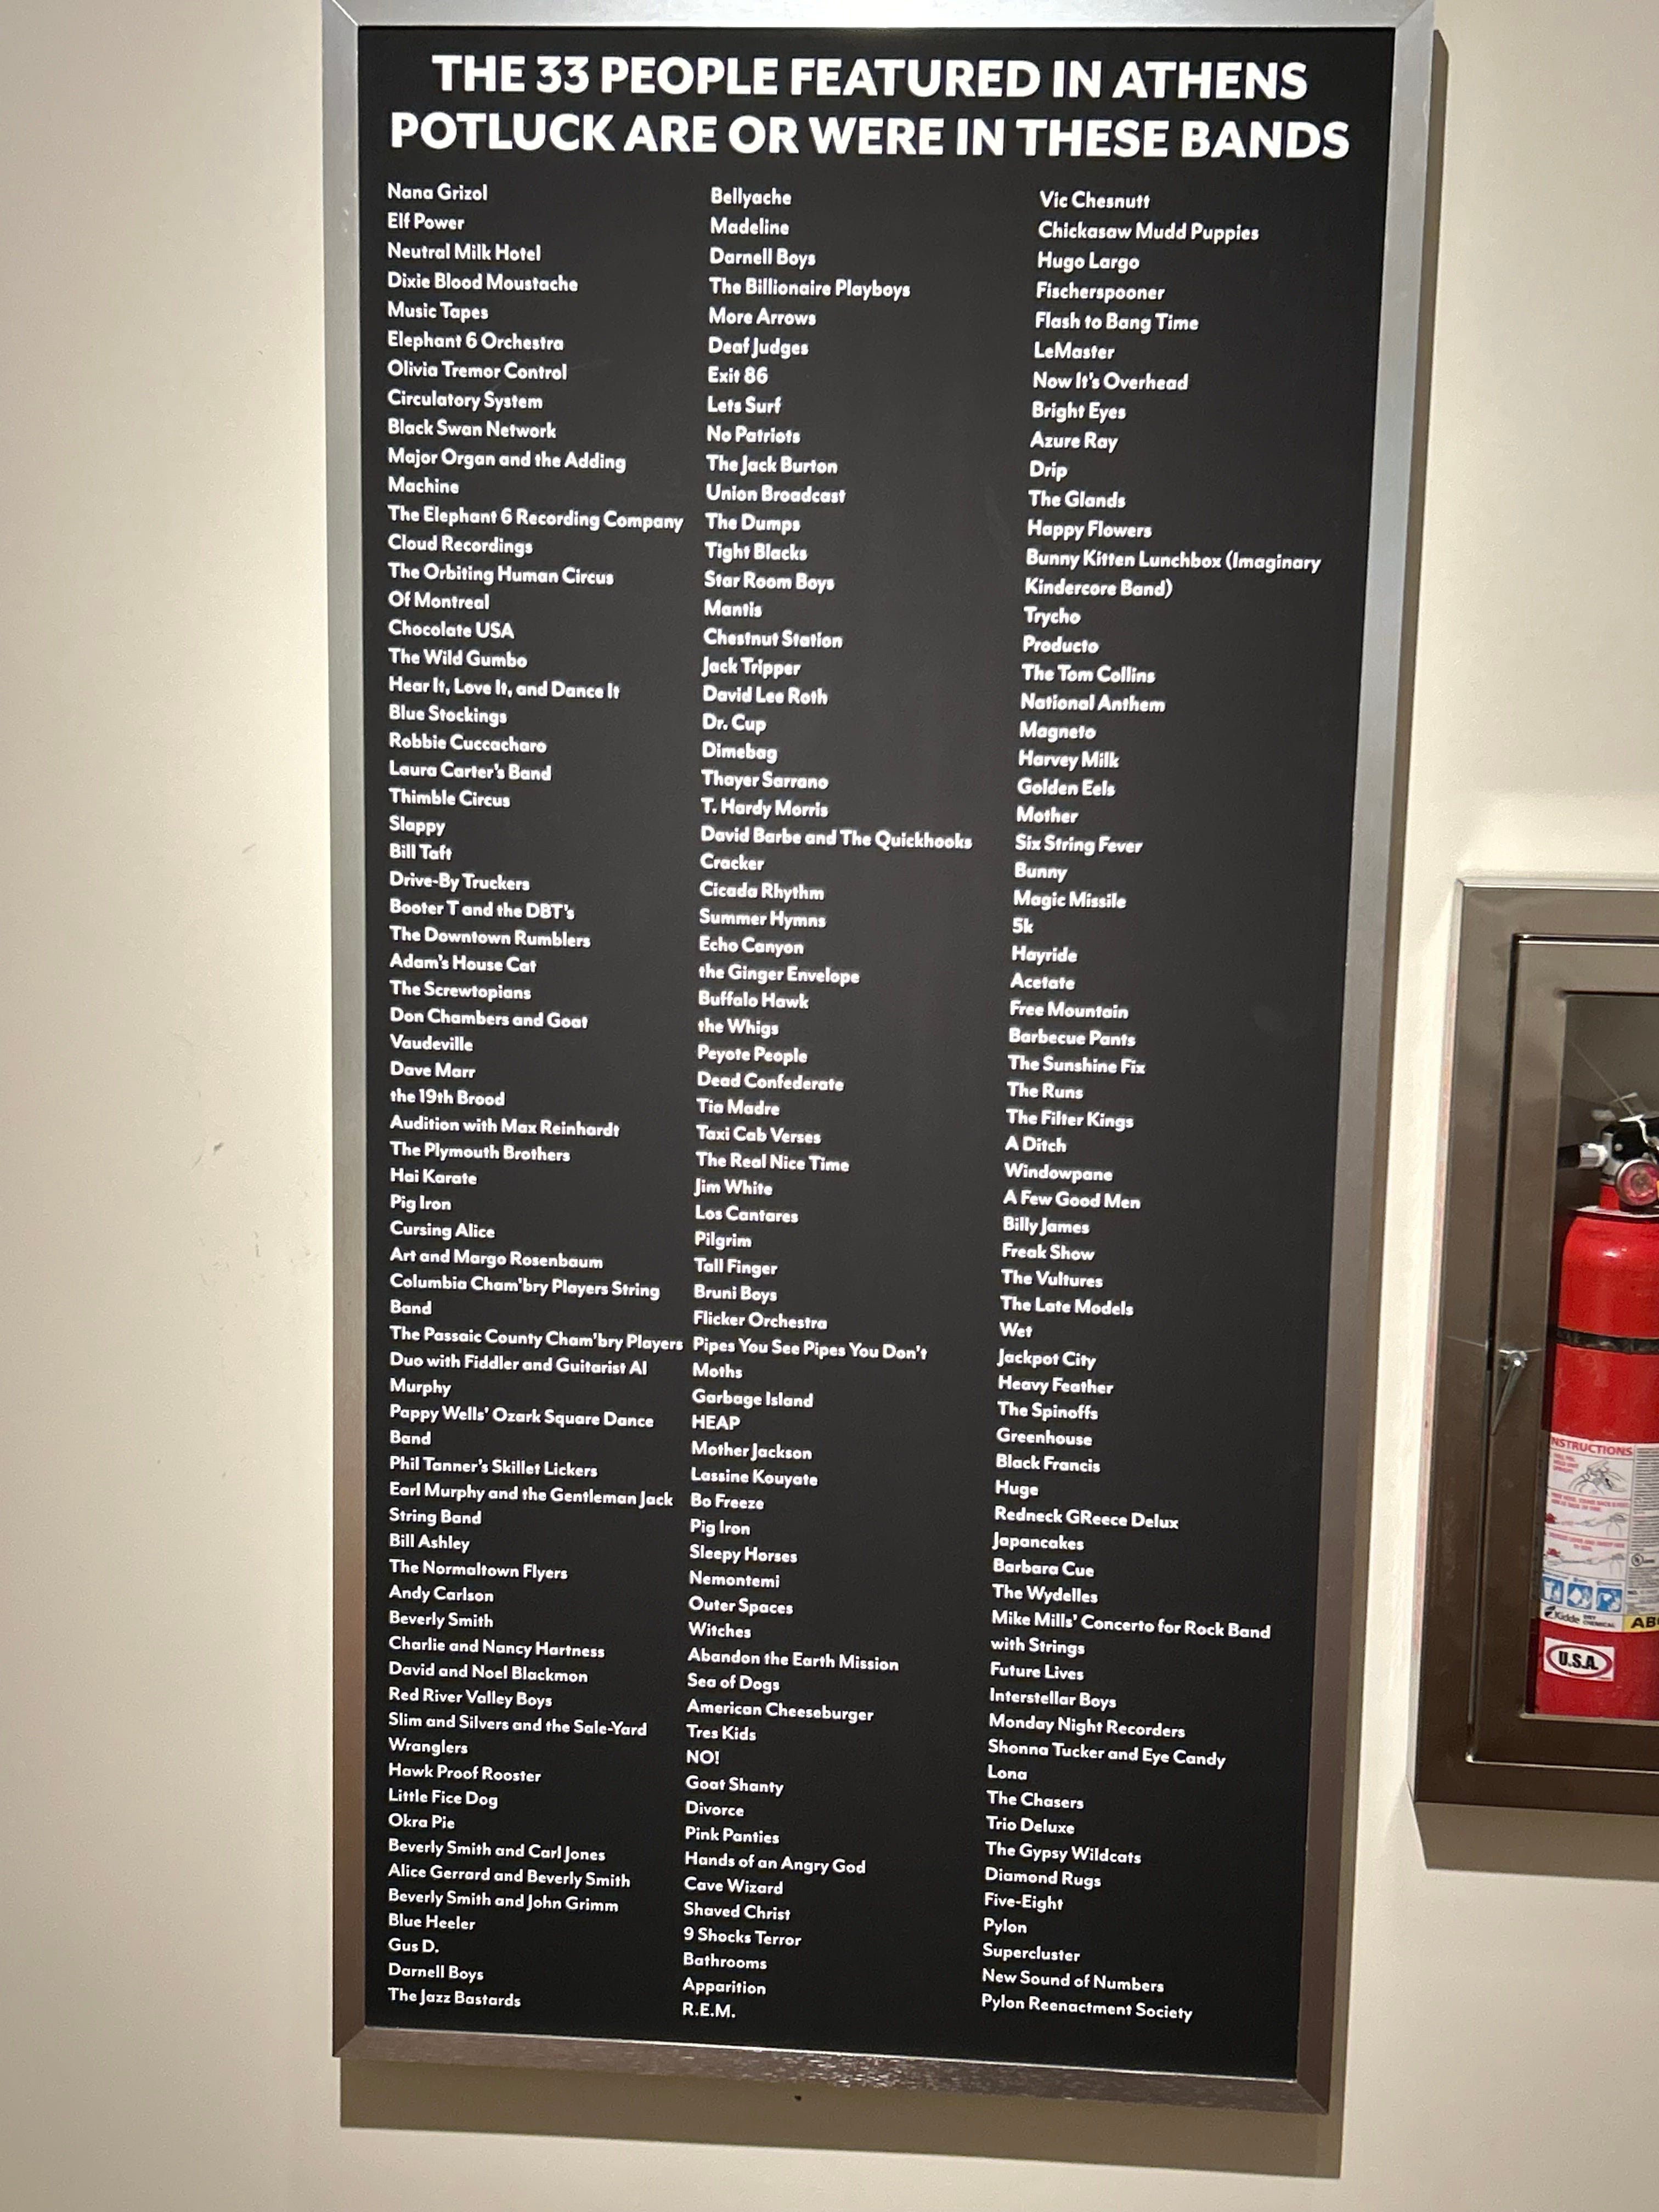 THE 33 PEOPLE FEATURED IN ATHENS
POTLUCK ARE OR WERE IN THESE BANDS
Nana Grizol
Elf Power
Neutral Milk Hotel
Dixie Blood Moustache
Music Tapes
Elephant 6 Orchestra
Olivia Tremor Control
Circulatory System
Black Swan Network
Major Organ and the Adding
Machine
The Elephant 6 Recording Company
Cloud Recordings
The Orbiting Human Circus
Of Montreal
Chocolate USA
The Wild Gumbo
Hear It, Love It, and Dance It
Blue Stockings
Robbie Cuccacharo
Laura Carter's Band
Thimble Circus
Slappy
Bill Taft
Drive-By Truckers
Booter T and the DBT's
The Downtown Rumblers
Adam's House Cat
The Screwtopians
Don Chambers and Goat
Vaudeville
Dave Marr
the 19th Brood
Audition with Max Reinhardt
The Plymouth Brothers
Hai Karate
Pig Iron
Cursing Alice
Art and Margo Rosenbaum
Columbia Cham'bry Players String
Band
The Passaic County Cham'bry Players
Duo with Fiddler and Guitarist Al
Murphy
Pappy Wells' Ozark Square Dance
Band
Phil Tanner's Skillet Lickers
Earl Murphy and the Gentleman Jack
String Band
Bill Ashley
The Normaltown Flyers
Andy Carlson
Beverly Smith
Charlie and Nancy Hartness
David and Noel Blackmon
Red River Valley Boys
Slim and Silvers and the Sale-Yard
Wranglers
Hawk Proof Rooster
Little Fice Dog
Okra Pie
Beverly Smith and Carl Jones
Alice Gerrard and Beverly Smith
Beverly Smith and John Grimm
Blue Heeler
Gus D.
Darnell Boys
The Jazz Bastards
Bellyache
Madeline
Darnell Boys
The Billionaire Playboys
More Arrows
Deaf Judges
Exit 86
Lets Surf
No Patriots
The Jack Burton
Union Broadcast
The Dumps
Tight Blacks
Star Room Boys
Mantis
Chestnut Station
Jack Tripper
David Lee Roth
Dr. Cup
Dimebag
Thayer Sarrano
T. Hardy Morris
David Barbe and The Quickhooks
Cracker
Cicada Rhythm
Summer Hymns
Echo Canyon
the Ginger Envelope
Buffalo Hawk
the Whigs
Peyote People
Dead Confederate
Tia Madre
Taxi Cab Verses
The Real Nice Time
Jim White
Los Cantares
Pilgrim
Tall Finger
Bruni Boys
Flicker Orchestra
Pipes You See Pipes You Don't
Moths
Garbage Island
HEAP
Mother Jackson
Lassine Kouyate
Bo Freeze
Pig Iron
Sleepy Horses
Nemontemi
Outer Spaces
Witches
Abandon the Earth Mission
Sea of Dogs
American Cheeseburger
Tres Kids
NO!
Goat Shanty
Divorce
Pink Panties
Hands of an Angry God
Cave Wizard
Shaved Christ
9 Shocks Terror
Bathrooms
Apparition
R.E.M.
Vic Chesnutt
Chickasaw Mudd Puppies
Hugo Largo
Fischerspooner
Flash to Bang Time
LeMaster
Now It's Overhead
Bright Eyes
Azure Ray
Drip
The Glands
Happy Flowers
Bunny Kitten Lunchbox (Imaginary
Kindercore Band)
Trycho
Producto
The Tom Collins
National Anthem
Magneto
Harvey Milk
Golden Eels
Mother
Six String Fever
Bunny
Magic Missile
5k
Hayride
Acetate
Free Mountain
Barbecue Pants
The Sunshine Fix
The Runs
The Filter Kings
A Ditch
Windowpane
A Few Good Men
Billy James
Freak Show
The Vultures
The Late Models
Wet
Jackpot City
Heavy Feather
The Spinoffs
Greenhouse
Black Francis
Huge
Redneck GReece Delux
Japancakes
Barbara Cue
The Wydelles
Mike Mills' Concerto for Rock Band
with Strings
Future Lives
Interstellar Boys
Monday Night Recorders
Shonna Tucker and Eye Candy
Lona
The Chasers
Trio Deluxe
The Gypsy Wildcats
Diamond Rugs
Five-Eight
Pylon
Supercluster
New Sound of Numbers
Pylon Reenactment Society
INSTRUCTIONS
Kidde DRY CHEMICAL
U.S.A.